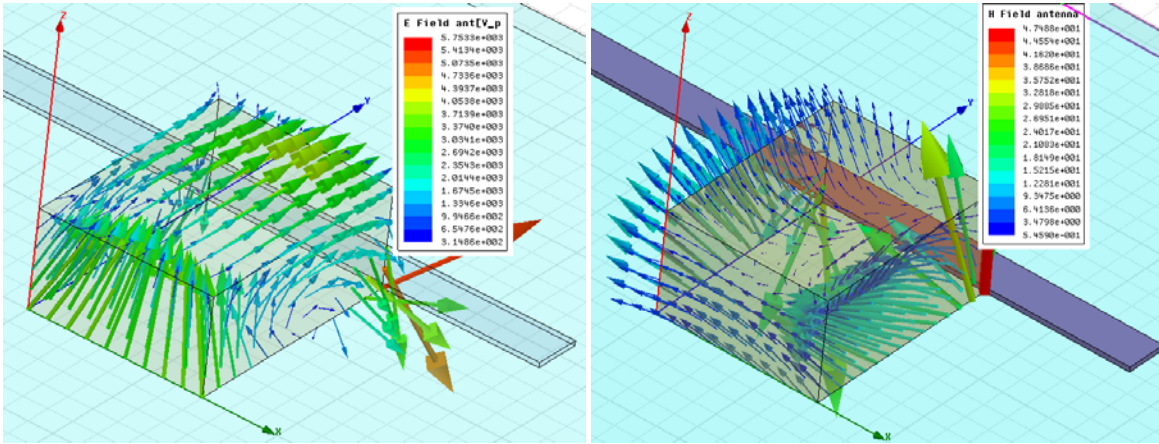 Z
E Field ant[V_p
5.7533e+003
5.4134e+003
5.0735e+003
4.7336e+003
4.3937e+003
4.0538e+003
3.7139e+003
3.3740e+003
3.0341e+003
2.6942e+003
2.3543e+003
2.0144e+003
1.6745e+003
1.3346e+003
9.9466e+002
6.5476e+002
3.1486e+002
Y
X
Z
H Field antenna
4.7488e+001
4.4554e+001
4.1620e+001
3.8686e+001
3.5752e+001
3.2818e+001
2.9885e+001
2.6951e+001
2.4017e+001
2.1083e+001
1.8149e+001
1.5215e+001
1.2281e+001
9.3475e+000
6.4136e+000
3.4798e+000
5.4590e-001
Y
X